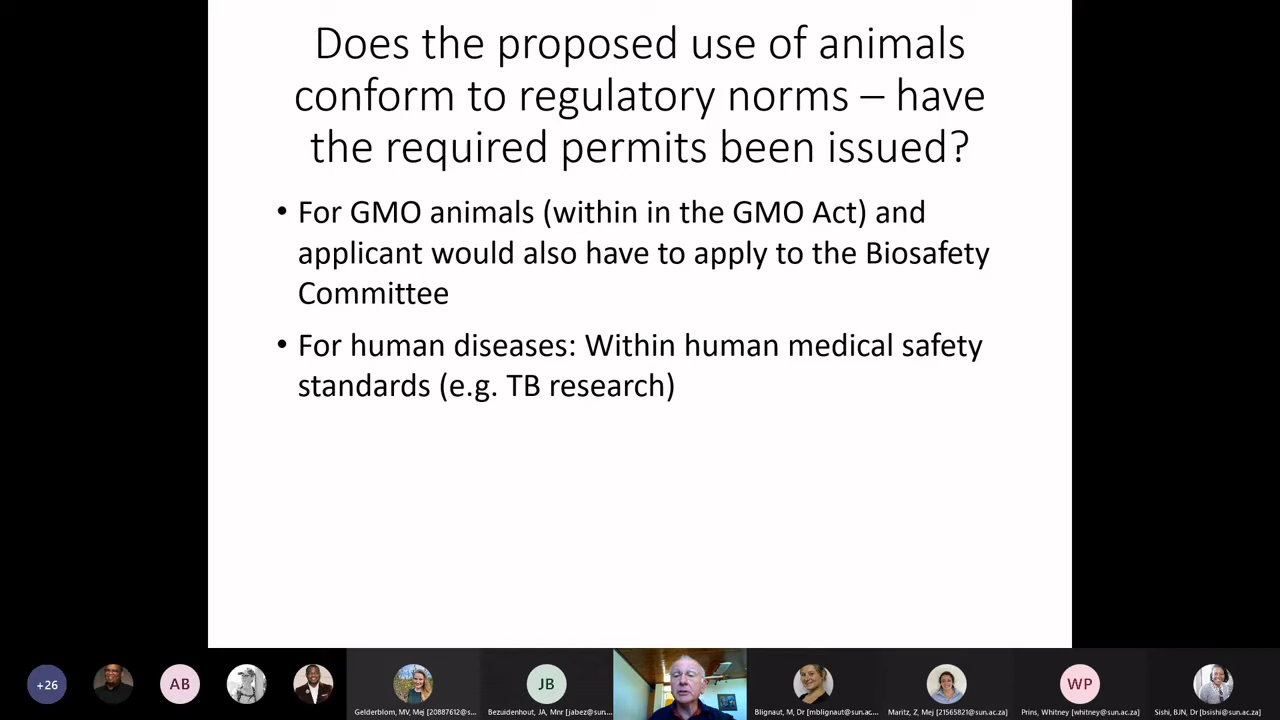 Does the proposed use of animals
conform to regulatory norms – have
the required permits been issued?
• For GMO animals (within in the GMO Act) and
applicant would also have to apply to the Biosafety
Committee
• For human diseases: Within human medical safety
standards (e.g. TB research)
+26
AB
JB
WP
Gelderblom, MV, Mej [20887612@s...
Bezuidenhout, JA, Mnr [jabez@sun....
Blignaut, M, Dr [mblignaut@sun.ac....
Maritz, Z, Mej [21565821@sun.ac.za]
Prins, Whitney [whitney@sun.ac.za]
Sishi, BJN, Dr [bsishi@sun.ac.za]